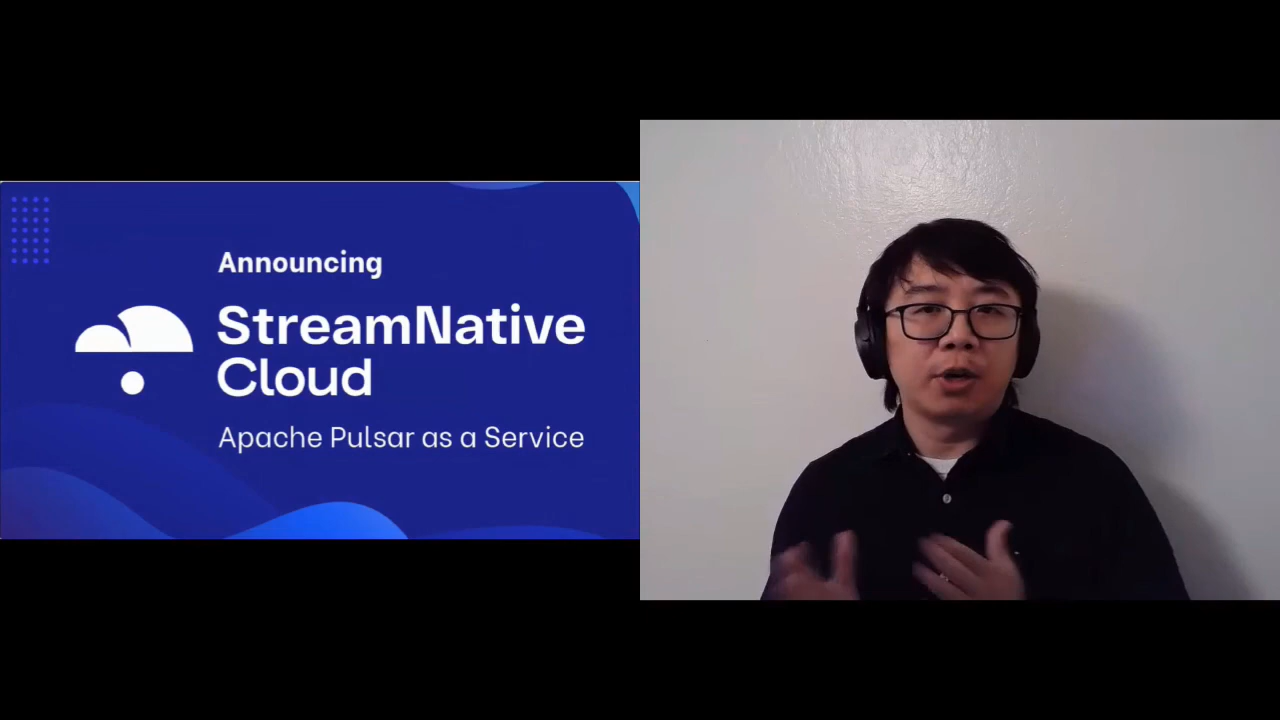 Announcing
StreamNative
Cloud
Apache Pulsar as a Service